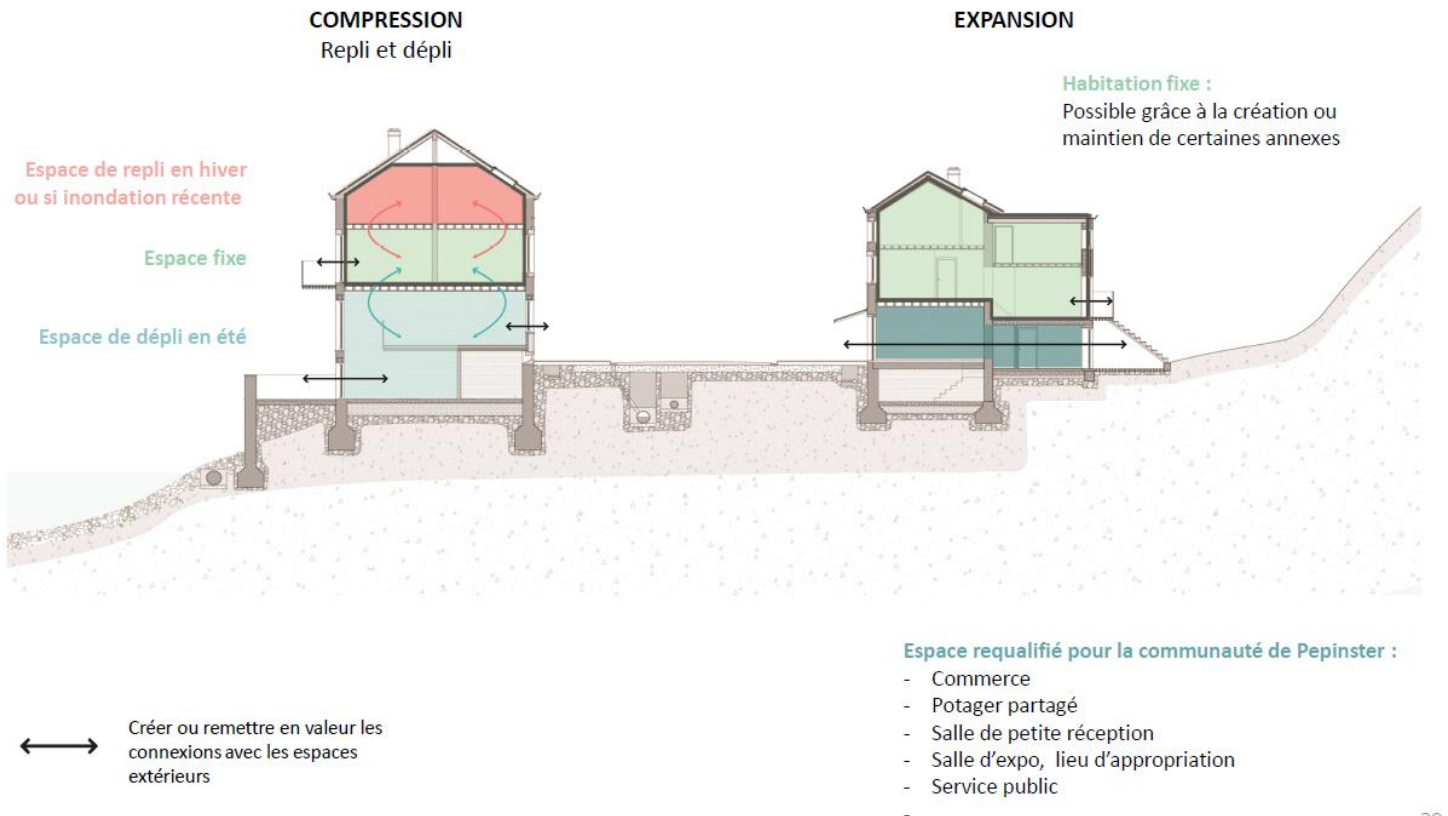 COMPRESSION
Repli et dépli
EXPANSION
Habitation fixe :
Possible grâce à la création ou
maintien de certaines annexes
Espace de repli en hiver
ou si inondation récente
Espace fixe
Espace de dépli en été
Créer ou remettre en valeur les
connexions avec les espaces
extérieurs
Espace requalifié pour la communauté de Pepinster :
- Commerce
- Potager partagé
- Salle de petite réception
- Salle d'expo, lieu d'appropriation
- Service public
-